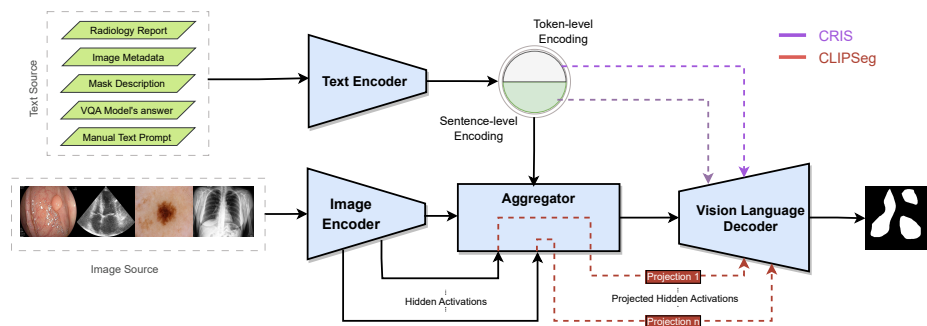 Text Source
Radiology Report
Image Metadata
Mask Description
VQA Model's answer
Manual Text Prompt
Text Encoder
Token-level
Encoding
Sentence-level
Encoding
CRIS
CLIPSeg
Image Source
Image
Encoder
Aggregator
Vision Language
Decoder
Hidden Activations
Projection 1
Projected Hidden Activations
Projection n